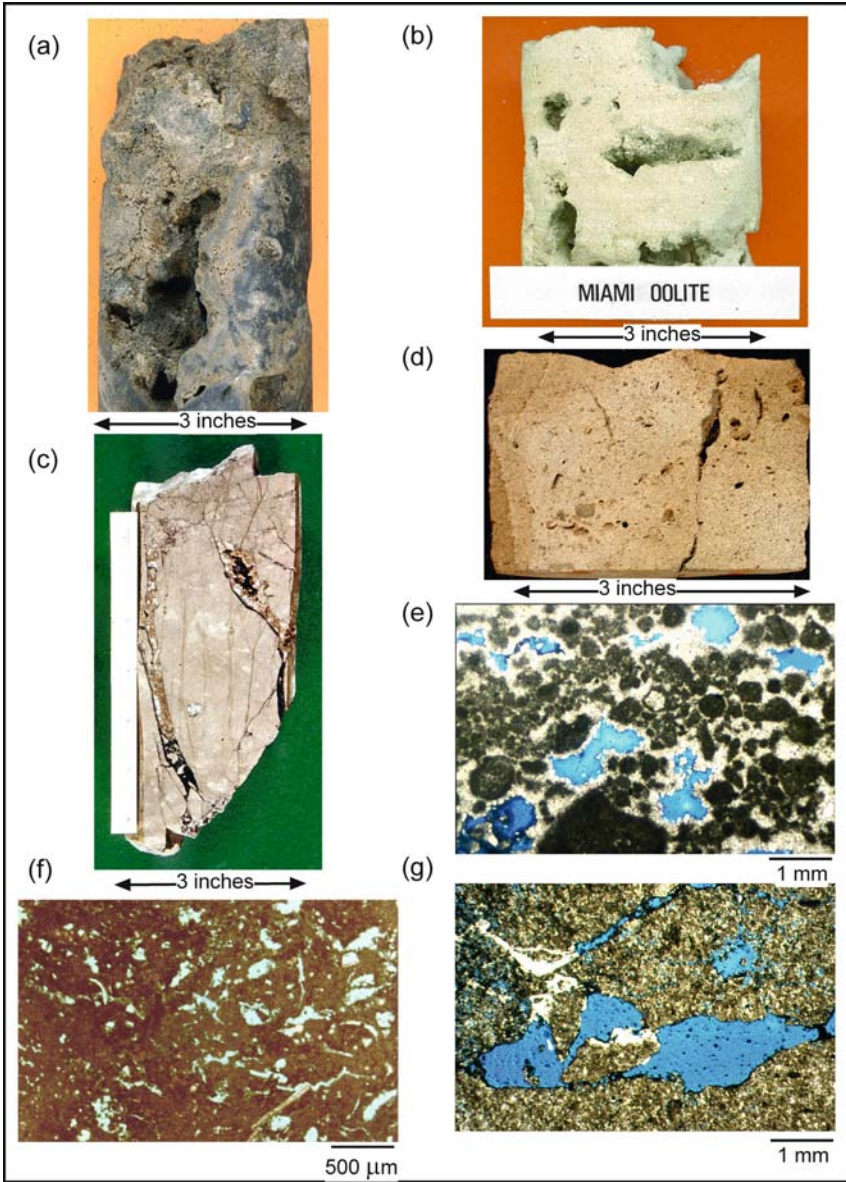 (a)
(b)
MIAMI OOLITE
3 inches
3 inches
(d)
(c)
3 inches
(e)
3 inches
1 mm
(f)
(g)
500 µm
1 mm